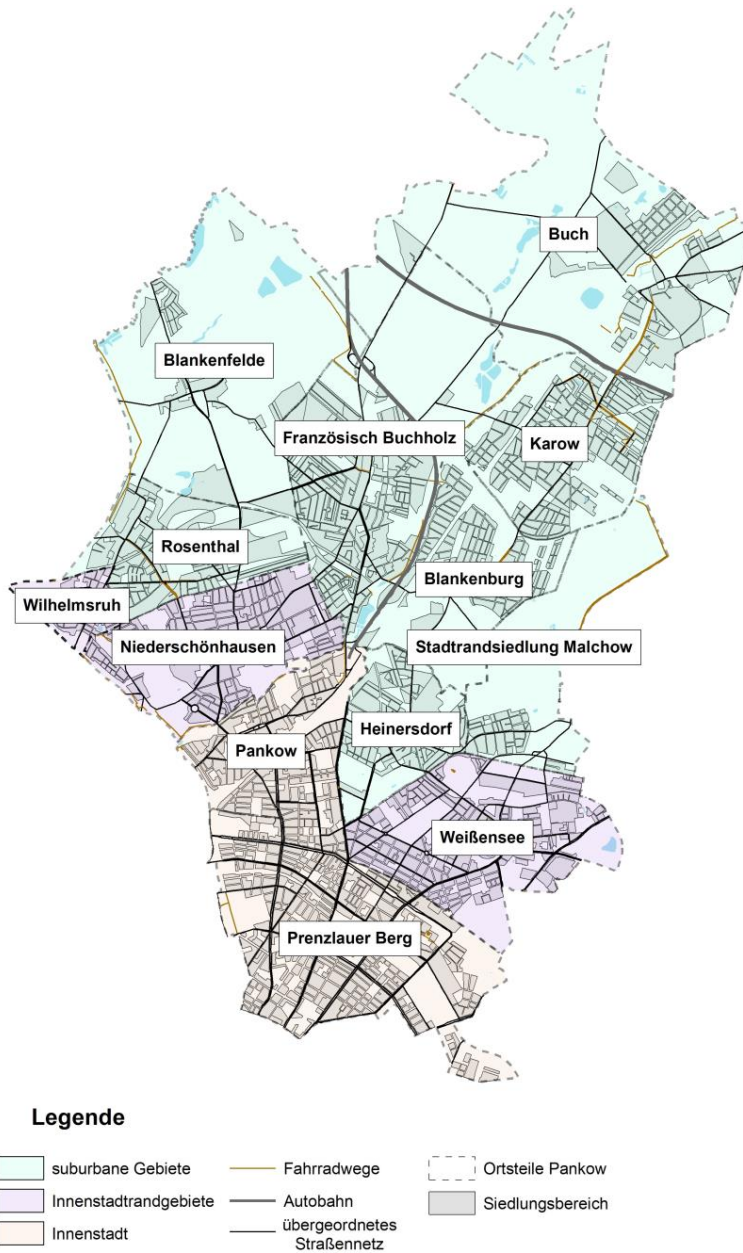 Buch
Blankenfelde
Französisch Buchholz
Karow
Rosenthal
Blankenburg
Wilhelmsruh
Niederschönhausen
Stadtrandsiedlung Malchow
Heinersdorf
Pankow
Weißensee
Prenzlauer Berg
Legende
suburbane Gebiete
Innenstadtrandgebiete
Innenstadt
Fahrradwege
Autobahn
übergeordnetes
Straßennetz
Ortsteile Pankow
Siedlungsbereich